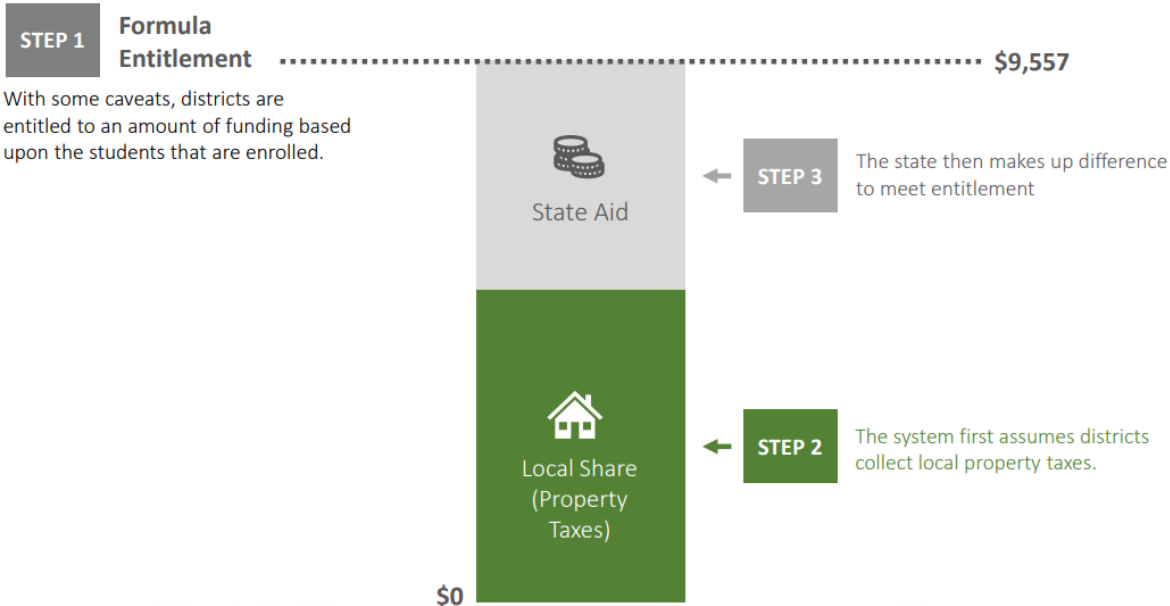 STEP 1
Formula
Entitlement
$9,557
With some caveats, districts are
entitled to an amount of funding based
upon the students that are enrolled.
State Aid
STEP 3
The state then makes up difference
to meet entitlement
Local Share
(Property
Taxes)
STEP 2
The system first assumes districts
collect local property taxes.
$0